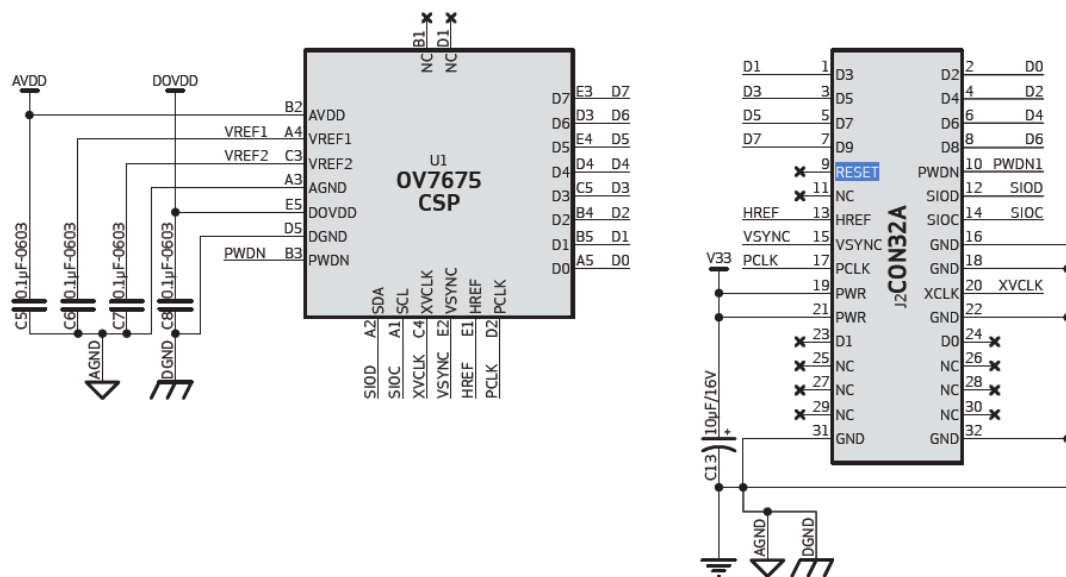 B1 D1
NC NC
AVDD DOVDD
B2 AVDD D7 E3 D7
VREF1 A4 VREF1 D6 D3 D6
VREF2 C3 VREF2 D5 E4 D5
U1
OV7675
CSP
A3 AGND D4 D4 D4
E5 DOVDD D3 C5 D3
D5 DGND D2 B4 D2
PWDN B3 PWDN D1 B5 D1
D0 A5 D0
SDA SCL XVCLK VSYNC HREF PCLK
A2 A1 C4 E2 E1 D2
SIOD SIOC XVCLK VSYNC HREF PCLK
C5 0.1µF-0603
C6 0.1µF-0603
C7 0.1µF-0603
C8 0.1µF-0603
AGND DGND
D1 1 D3 D2 2 D0
D3 3 D5 D4 4 D2
D5 5 D7 D6 6 D4
D7 7 D9 D8 8 D6
9 RESET PWDN 10 PWDN1
11 NC SIOD 12 SIOD
HREF 13 HREF SIOC 14 SIOC
VSYNC 15 VSYNC GND 16
PCLK 17 PCLK GND 18
V33
19 PWR XCLK 20 XVCLK
21 PWR GND 22
23 D1 D0 24
25 NC NC 26
27 NC NC 28
29 NC NC 30
31 GND GND 32
J2 CON32A
C13 10µF/16V
+
AGND DGND